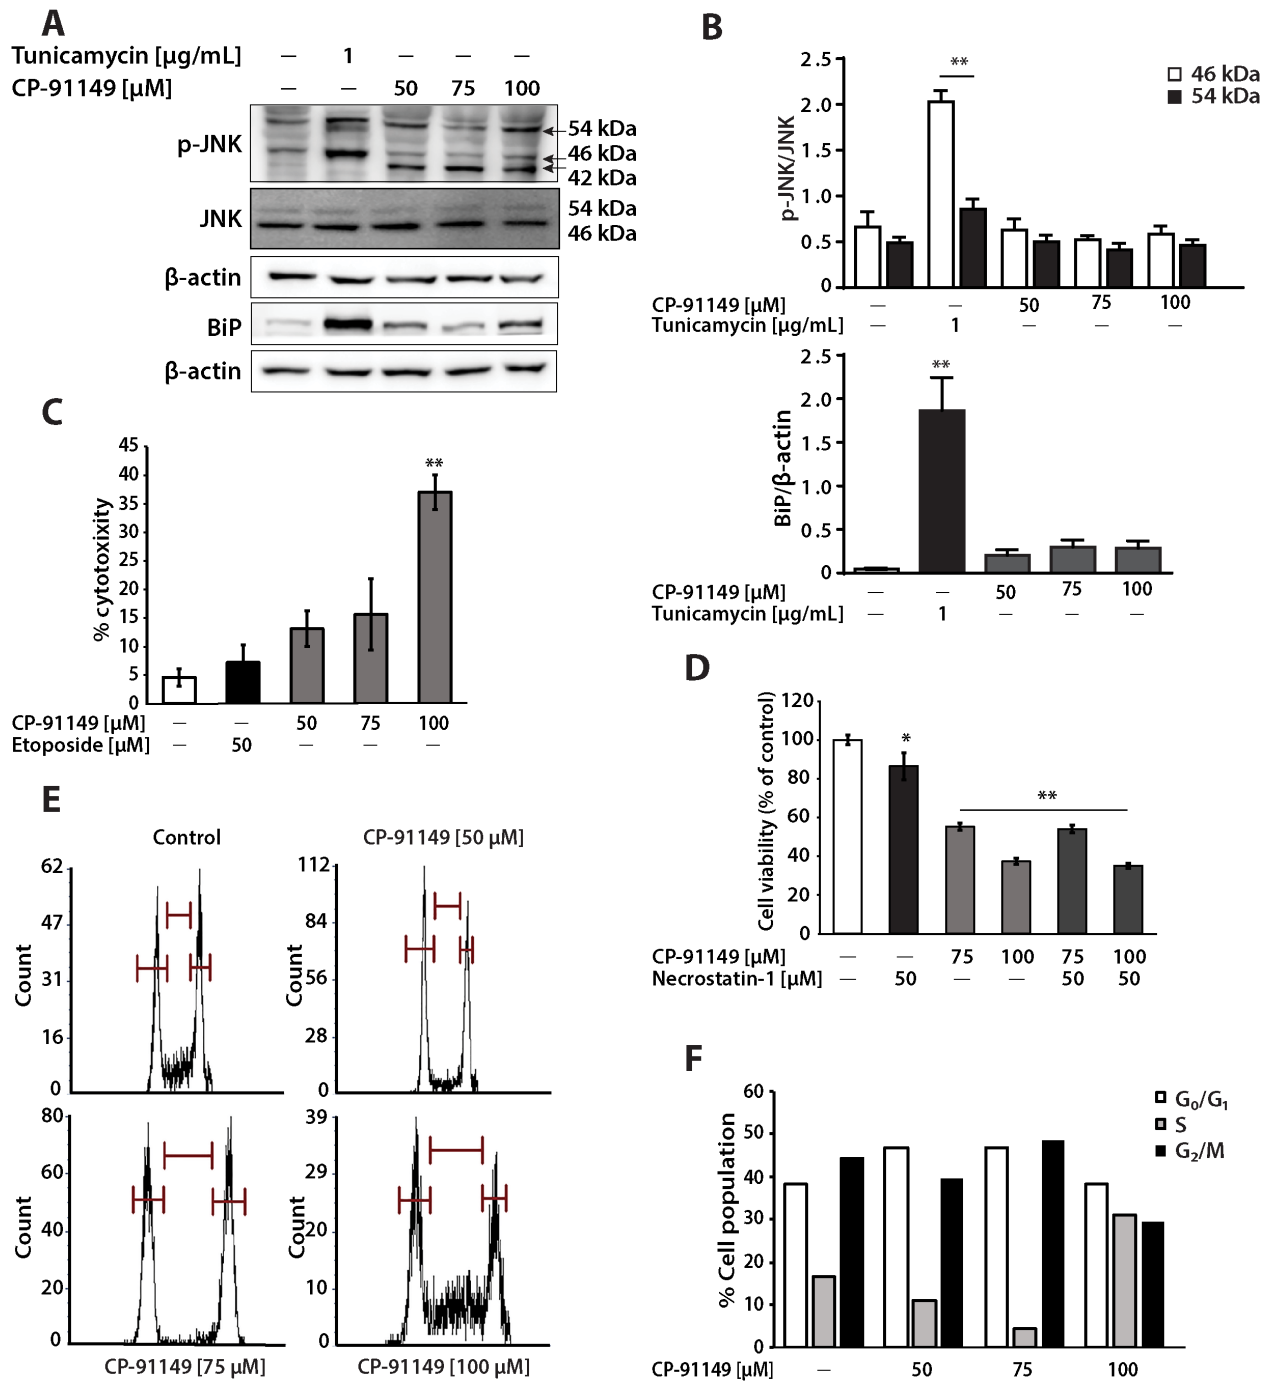 A
Tunicamycin [µg/mL] – 1 – – –
CP-91149 [µM] – – 50 75 100
p-JNK
54 kDa
46 kDa
42 kDa
JNK
54 kDa
46 kDa
β-actin
BiP
β-actin
B
2.5
2.0
1.5
1.0
0.5
0
p-JNK/JNK
**
46 kDa
54 kDa
CP-91149 [µM] – – 50 75 100
Tunicamycin [µg/mL] – 1 – – –
2.5
2.0
1.5
1.0
0.5
0
BiP/β-actin
**
CP-91149 [µM] – – 50 75 100
Tunicamycin [µg/mL] – 1 – – –
C
45
40
35
30
25
20
15
10
5
0
% cytotoxixity
**
CP-91149 [µM] – – 50 75 100
Etoposide [µM] – 50 – – –
D
120
100
80
60
40
20
0
Cell viability (% of control)
*
**
CP-91149 [µM] – – 75 100 75 100
Necrostatin-1 [µM] – 50 – – 50 50
E
Control
62
47
31
16
0
Count
CP-91149 [50 µM]
112
84
56
28
0
Count
80
60
40
20
0
Count
CP-91149 [75 µM]
39
29
20
10
0
Count
CP-91149 [100 µM]
F
60
50
40
30
20
10
0
% Cell population
G₀/G₁
S
G₂/M
CP-91149 [µM] – 50 75 100